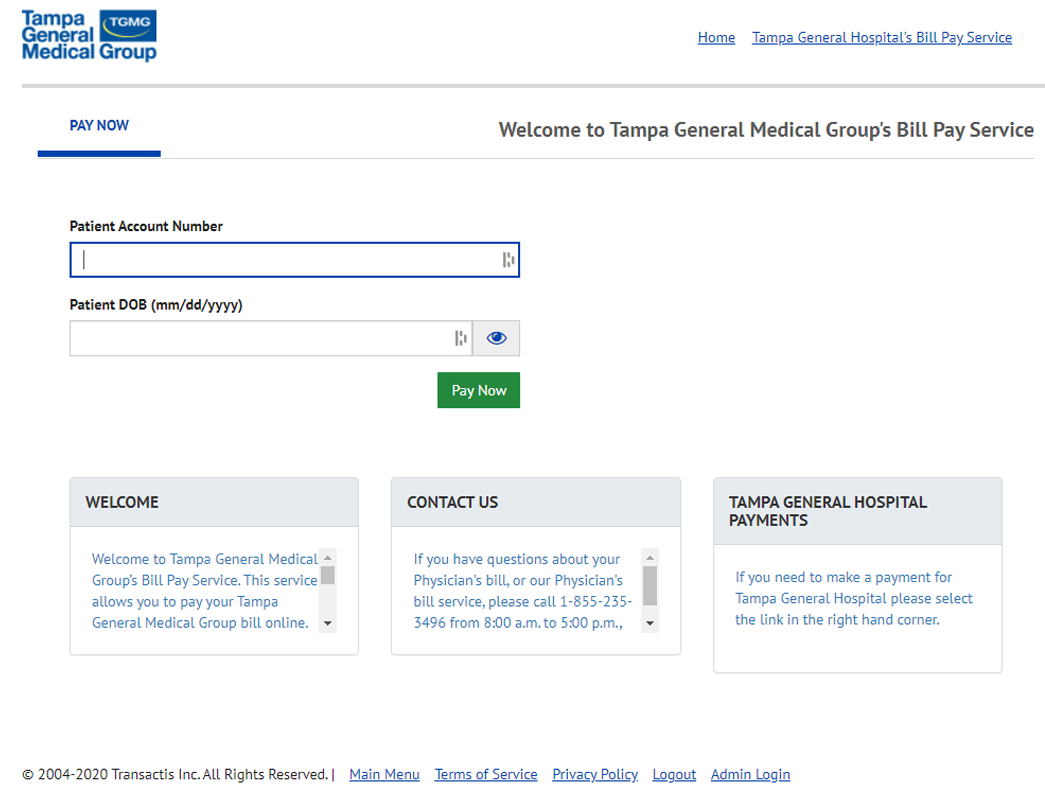 Tampa
General
Medical Group
TGMG
Home
Tampa General Hospital's Bill Pay Service
PAY NOW
Welcome to Tampa General Medical Group's Bill Pay Service
Patient Account Number
Patient DOB (mm/dd/yyyy)
Pay Now
WELCOME
Welcome to Tampa General Medical
Group's Bill Pay Service. This service
allows you to pay your Tampa
General Medical Group bill online.
CONTACT US
If you have questions about your
Physician's bill, or our Physician's
bill service, please call 1-855-235-
3496 from 8:00 a.m. to 5:00 p.m.,
TAMPA GENERAL HOSPITAL
PAYMENTS
If you need to make a payment for
Tampa General Hospital please select
the link in the right hand corner.
© 2004-2020 Transactis Inc. All Rights Reserved. | Main Menu Terms of Service Privacy Policy Logout Admin Login